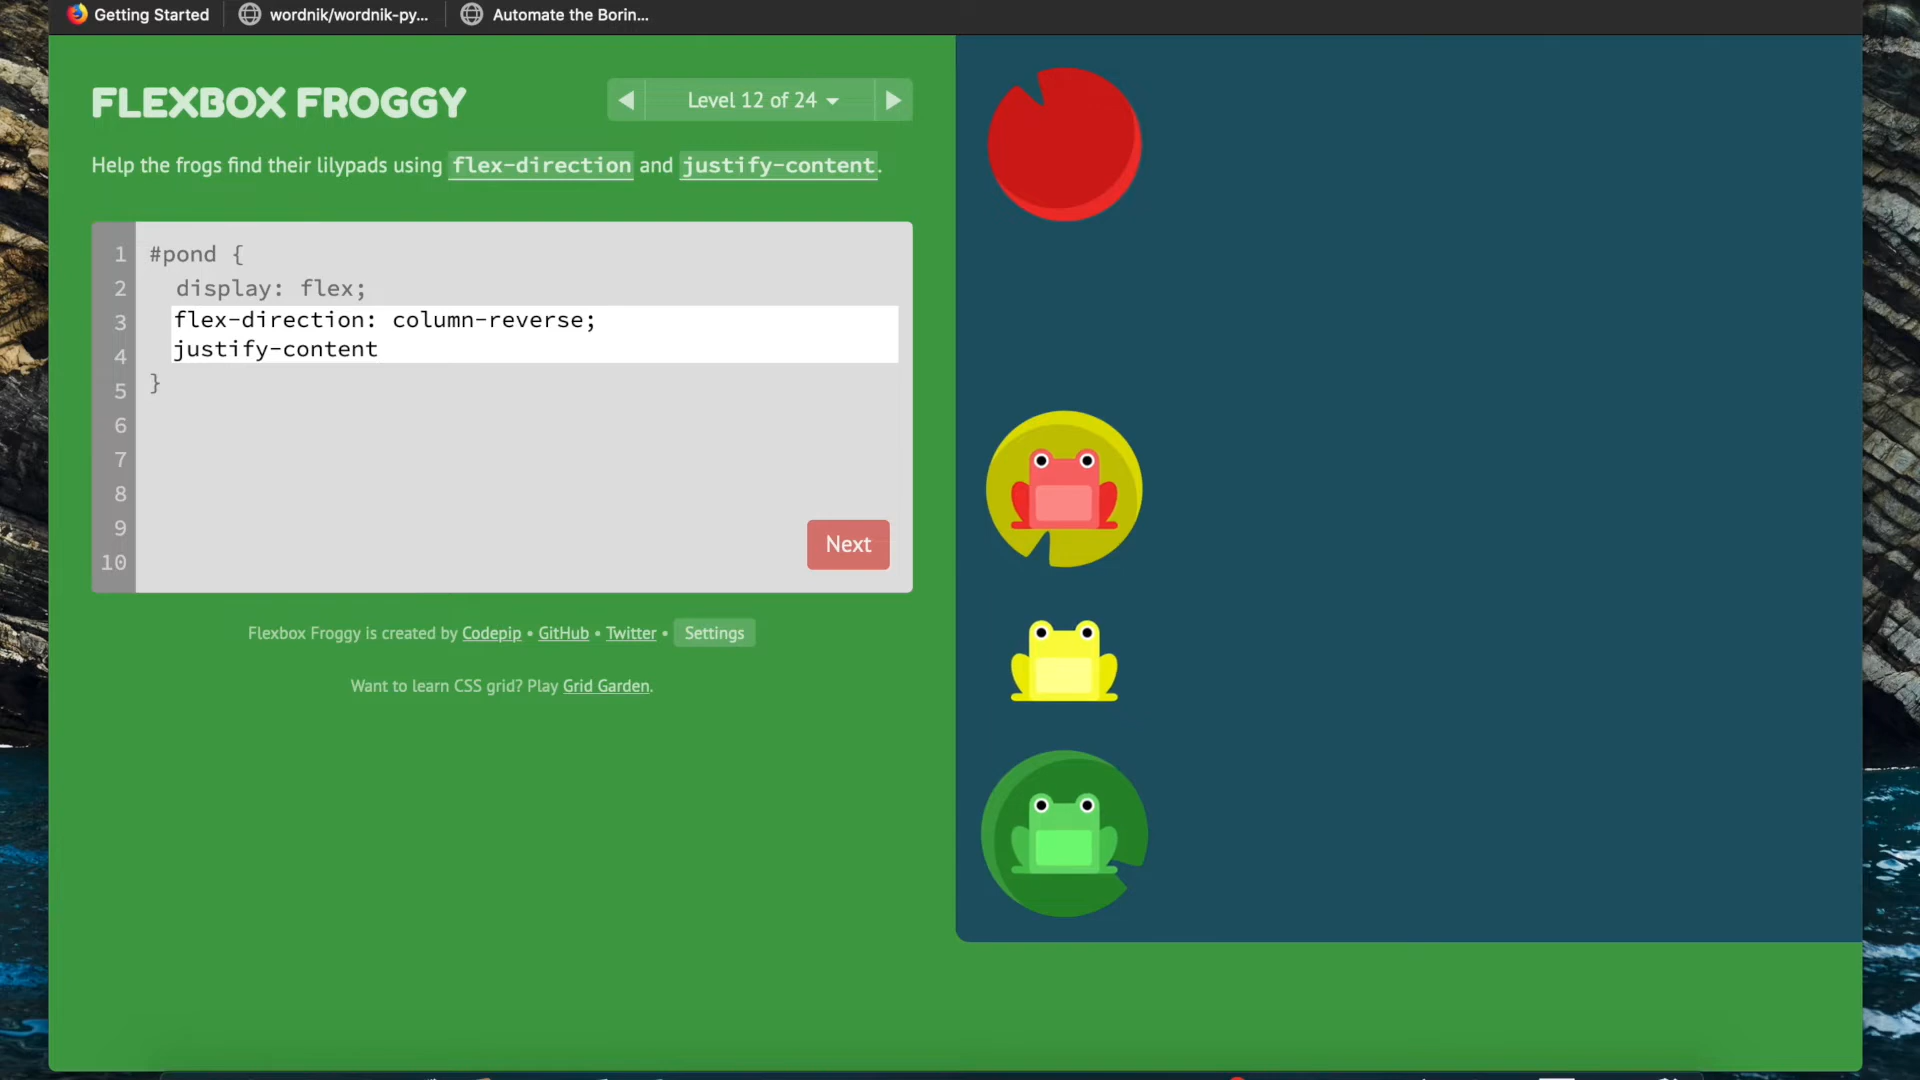 Getting Started
wordnik/wordnik-py...
Automate the Borin...
FLEXBOX FROGGY
Level 12 of 24
Help the frogs find their lilypads using flex-direction and justify-content.
1 #pond {
2 display: flex;
3 flex-direction: column-reverse;
4 justify-content
5 }
6
7
8
9
10
Next
Flexbox Froggy is created by Codepip • GitHub • Twitter • Settings
Want to learn CSS grid? Play Grid Garden.